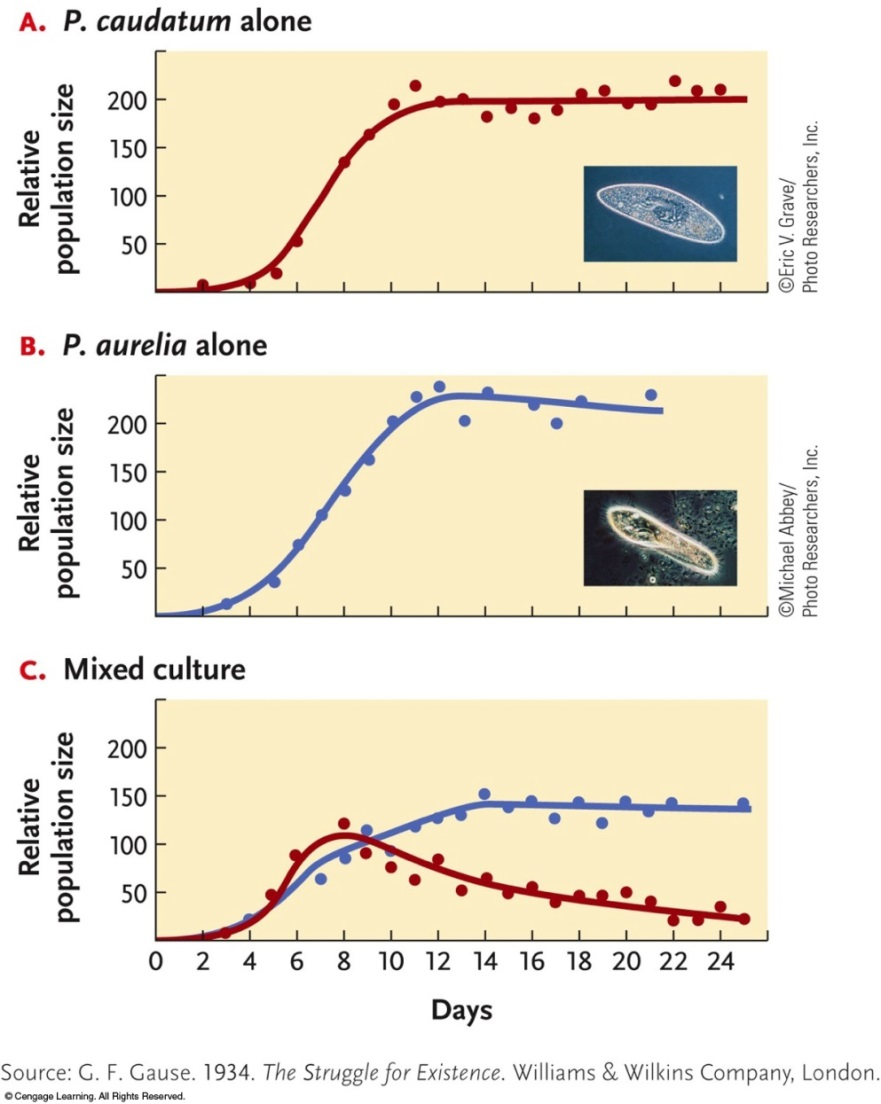 A. P. caudatum alone
Relative
population size
200
150
100
50
©Eric V. Grave/
Photo Researchers, Inc.
B. P. aurelia alone
Relative
population size
200
150
100
50
©Michael Abbey/
Photo Researchers, Inc.
C. Mixed culture
Relative
population size
200
150
100
50
0 2 4 6 8 10 12 14 16 18 20 22 24
Days
Source: G. F. Gause. 1934. The Struggle for Existence. Williams & Wilkins Company, London.
© Cengage Learning. All Rights Reserved.